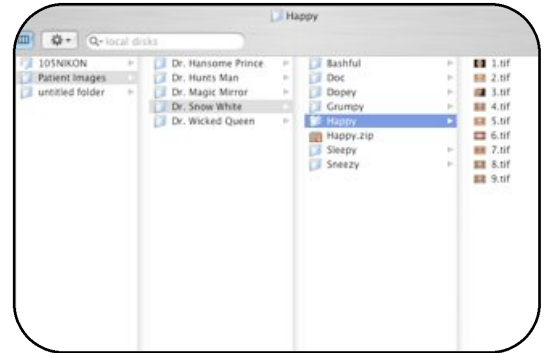 Happy
local disks
105NIKON
Patient Images
untitled folder
Dr. Hansome Prince
Dr. Hunts Man
Dr. Magic Mirror
Dr. Snow White
Dr. Wicked Queen
Bashful
Doc
Dopey
Grumpy
Happy
Happy.zip
Sleepy
Sneezy
1.tif
2.tif
3.tif
4.tif
5.tif
6.tif
7.tif
8.tif
9.tif